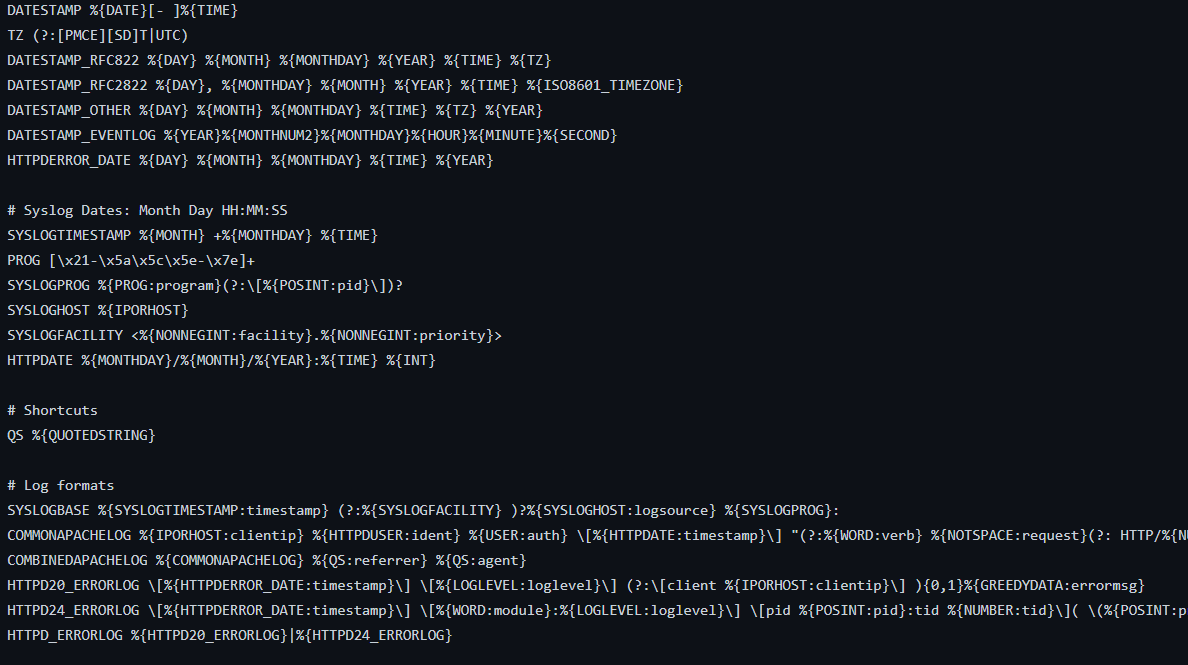 DATESTAMP %{DATE}[- ]%{TIME}
TZ (?:[PMCE][SD]T|UTC)
DATESTAMP_RFC822 %{DAY} %{MONTH} %{MONTHDAY} %{YEAR} %{TIME} %{TZ}
DATESTAMP_RFC2822 %{DAY}, %{MONTHDAY} %{MONTH} %{YEAR} %{TIME} %{ISO8601_TIMEZONE}
DATESTAMP_OTHER %{DAY} %{MONTH} %{MONTHDAY} %{TIME} %{TZ} %{YEAR}
DATESTAMP_EVENTLOG %{YEAR}%{MONTHNUM2}%{MONTHDAY}%{HOUR}%{MINUTE}%{SECOND}
HTTPDERROR_DATE %{DAY} %{MONTH} %{MONTHDAY} %{TIME} %{YEAR}

# Syslog Dates: Month Day HH:MM:SS
SYSLOGTIMESTAMP %{MONTH} +%{MONTHDAY} %{TIME}
PROG [\x21-\x5a\x5c\x5e-\x7e]+
SYSLOGPROG %{PROG:program}(?:\[%{POSINT:pid}\])?
SYSLOGHOST %{IPORHOST}
SYSLOGFACILITY <%{NONNEGINT:facility}.%{NONNEGINT:priority}>
HTTPDATE %{MONTHDAY}/%{MONTH}/%{YEAR}:%{TIME} %{INT}

# Shortcuts
QS %{QUOTEDSTRING}

# Log formats
SYSLOGBASE %{SYSLOGTIMESTAMP:timestamp} (?:%{SYSLOGFACILITY} )?%{SYSLOGHOST:logsource} %{SYSLOGPROG}:
COMMONAPACHELOG %{IPORHOST:clientip} %{HTTPDUSER:ident} %{USER:auth} \[%{HTTPDATE:timestamp}\] "(?:%{WORD:verb} %{NOTSPACE:request}(?: HTTP/%{NU
COMBINEDAPACHELOG %{COMMONAPACHELOG} %{QS:referrer} %{QS:agent}
HTTPD20_ERRORLOG \[%{HTTPDERROR_DATE:timestamp}\] \[%{LOGLEVEL:loglevel}\] (?:\[client %{IPORHOST:clientip}\] ){0,1}%{GREEDYDATA:errormsg}
HTTPD24_ERRORLOG \[%{HTTPDERROR_DATE:timestamp}\] \[%{WORD:module}:%{LOGLEVEL:loglevel}\] \[pid %{POSINT:pid}:tid %{NUMBER:tid}\]( \(%{POSINT:p
HTTPD_ERRORLOG %{HTTPD20_ERRORLOG}|%{HTTPD24_ERRORLOG}